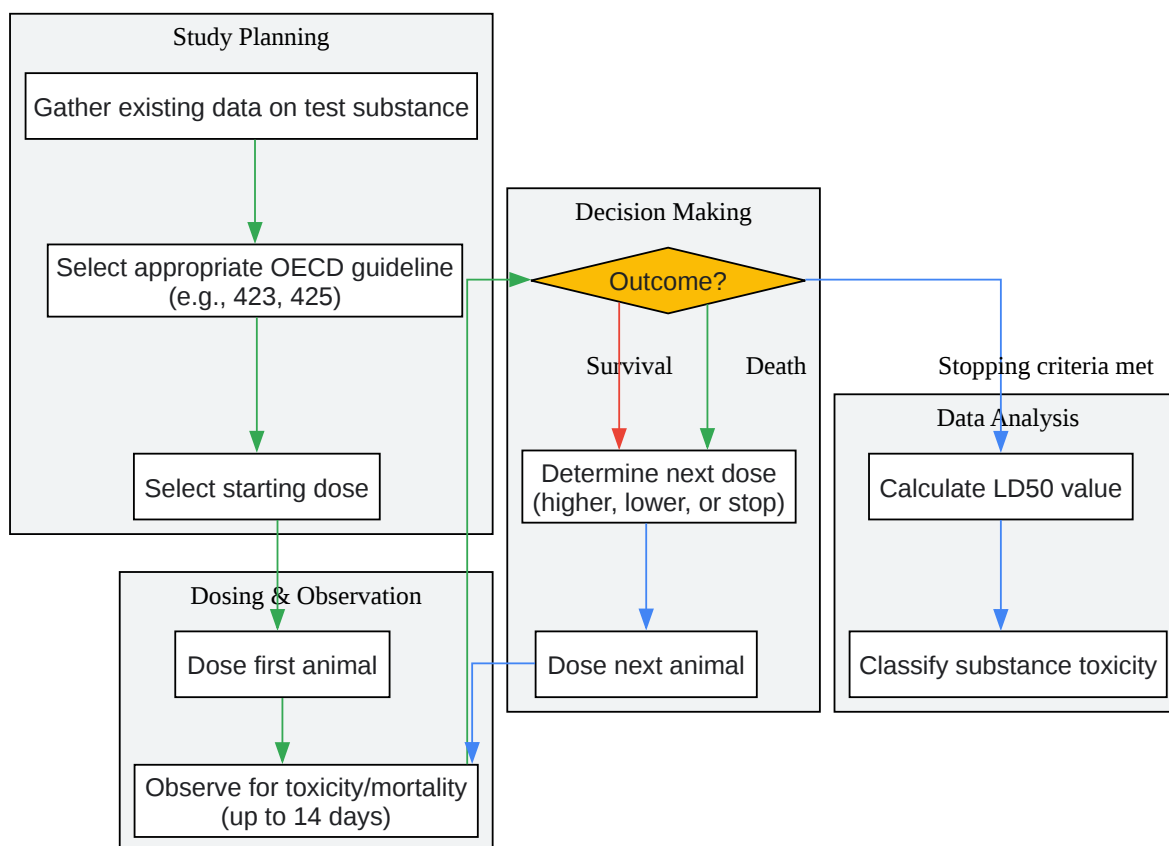 Study Planning
Gather existing data on test substance
Select appropriate OECD guideline
(e.g., 423, 425)
Select starting dose
Dosing & Observation
Dose first animal
Observe for toxicity/mortality
(up to 14 days)
Decision Making
Outcome?
Survival
Death
Determine next dose
(higher, lower, or stop)
Dose next animal
Stopping criteria met
Data Analysis
Calculate LD50 value
Classify substance toxicity